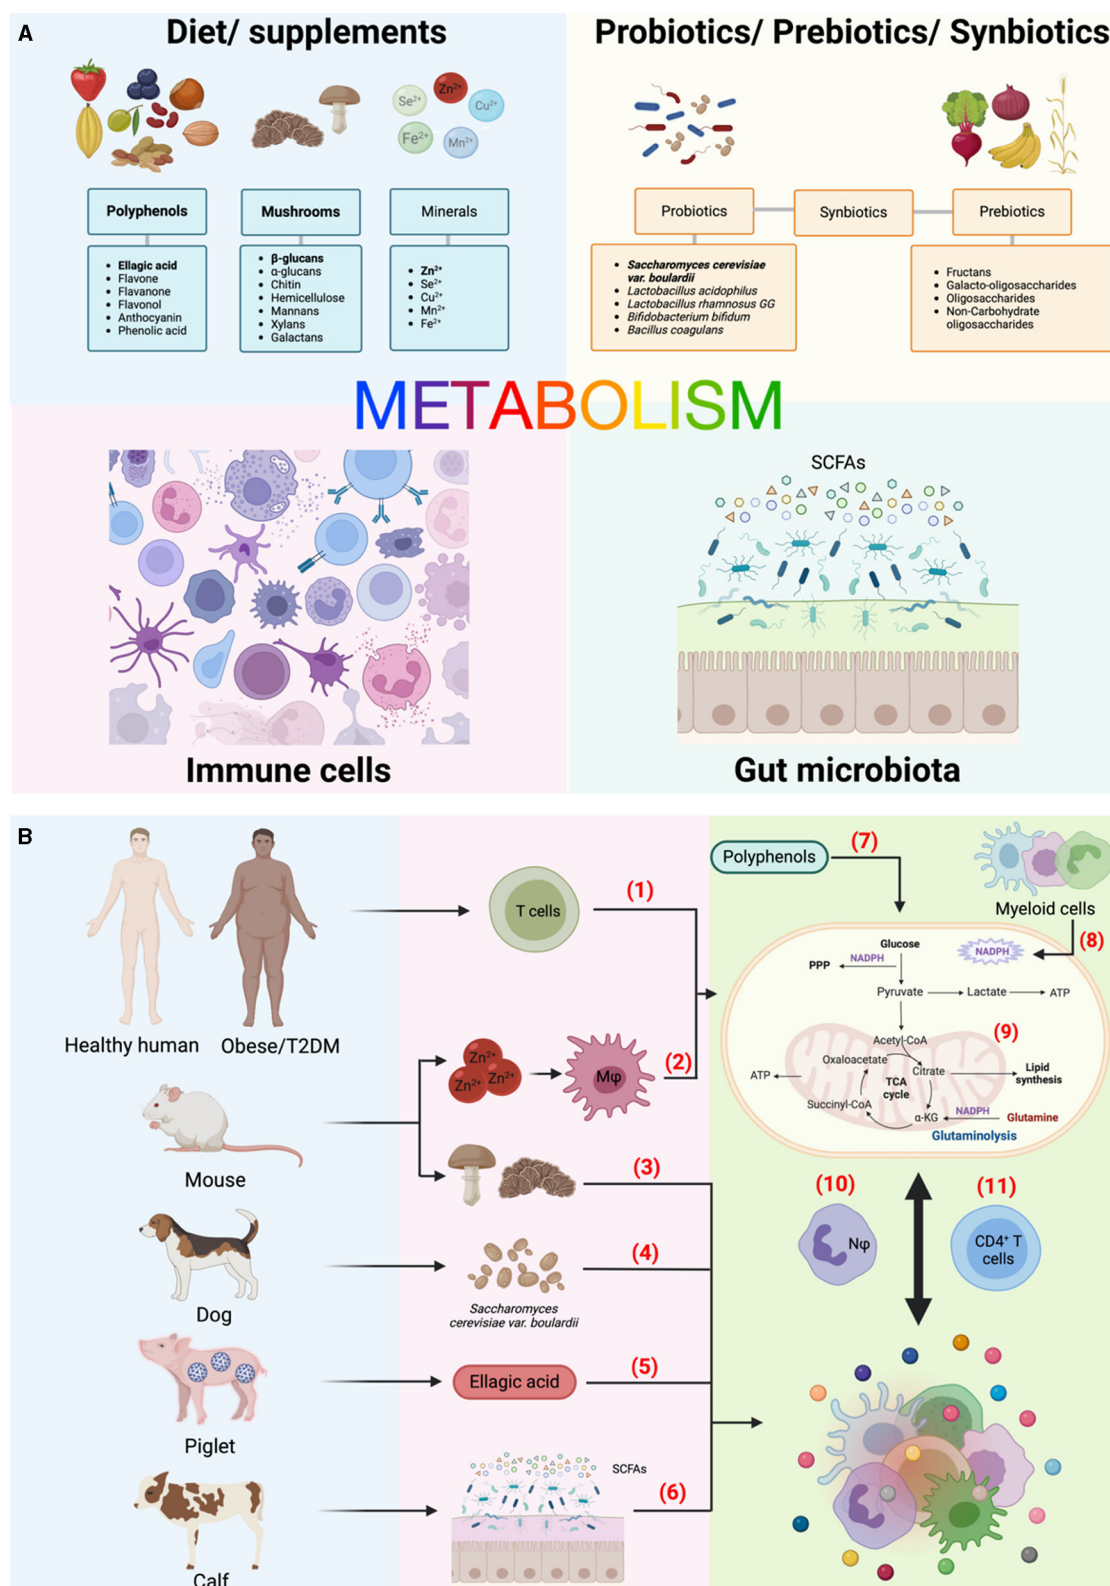 A
Diet/ supplements
Probiotics/ Prebiotics/ Synbiotics
Se²⁺
Zn²⁺
Cu²⁺
Fe²⁺
Mn²⁺
Polyphenols
Mushrooms
Minerals
Probiotics
Synbiotics
Prebiotics
• Ellagic acid
• Flavone
• Flavanone
• Flavonol
• Anthocyanin
• Phenolic acid
• β-glucans
• α-glucans
• Chitin
• Hemicellulose
• Mannans
• Xylans
• Galactans
• Zn²⁺
• Se²⁺
• Cu²⁺
• Mn²⁺
• Fe²⁺
• Saccharomyces cerevisiae
var. boulardii
• Lactobacillus acidophilus
• Lactobacillus rhamnosus GG
• Bifidobacterium bifidum
• Bacillus coagulans
• Fructans
• Galacto-oligosaccharides
• Oligosaccharides
• Non-Carbohydrate
oligosaccharides
METABOLISM
SCFAs
Immune cells
Gut microbiota
B
Healthy human
Obese/T2DM
Mouse
Dog
Piglet
Calf
T cells
(1)
Zn²⁺
Zn²⁺
Zn²⁺
Mφ
(2)
(3)
(4)
Saccharomyces
cerevisiae var. boulardii
Ellagic acid
(5)
SCFAs
(6)
Polyphenols
(7)
Myeloid cells
(8)
Glucose
NADPH
PPP
NADPH
Pyruvate
Lactate
ATP
(9)
Acetyl-CoA
Oxaloacetate
Citrate
Lipid
synthesis
ATP
TCA
cycle
Succinyl-CoA
α-KG
NADPH
Glutamine
Glutaminolysis
(10)
Nφ
(11)
CD4⁺ T
cells